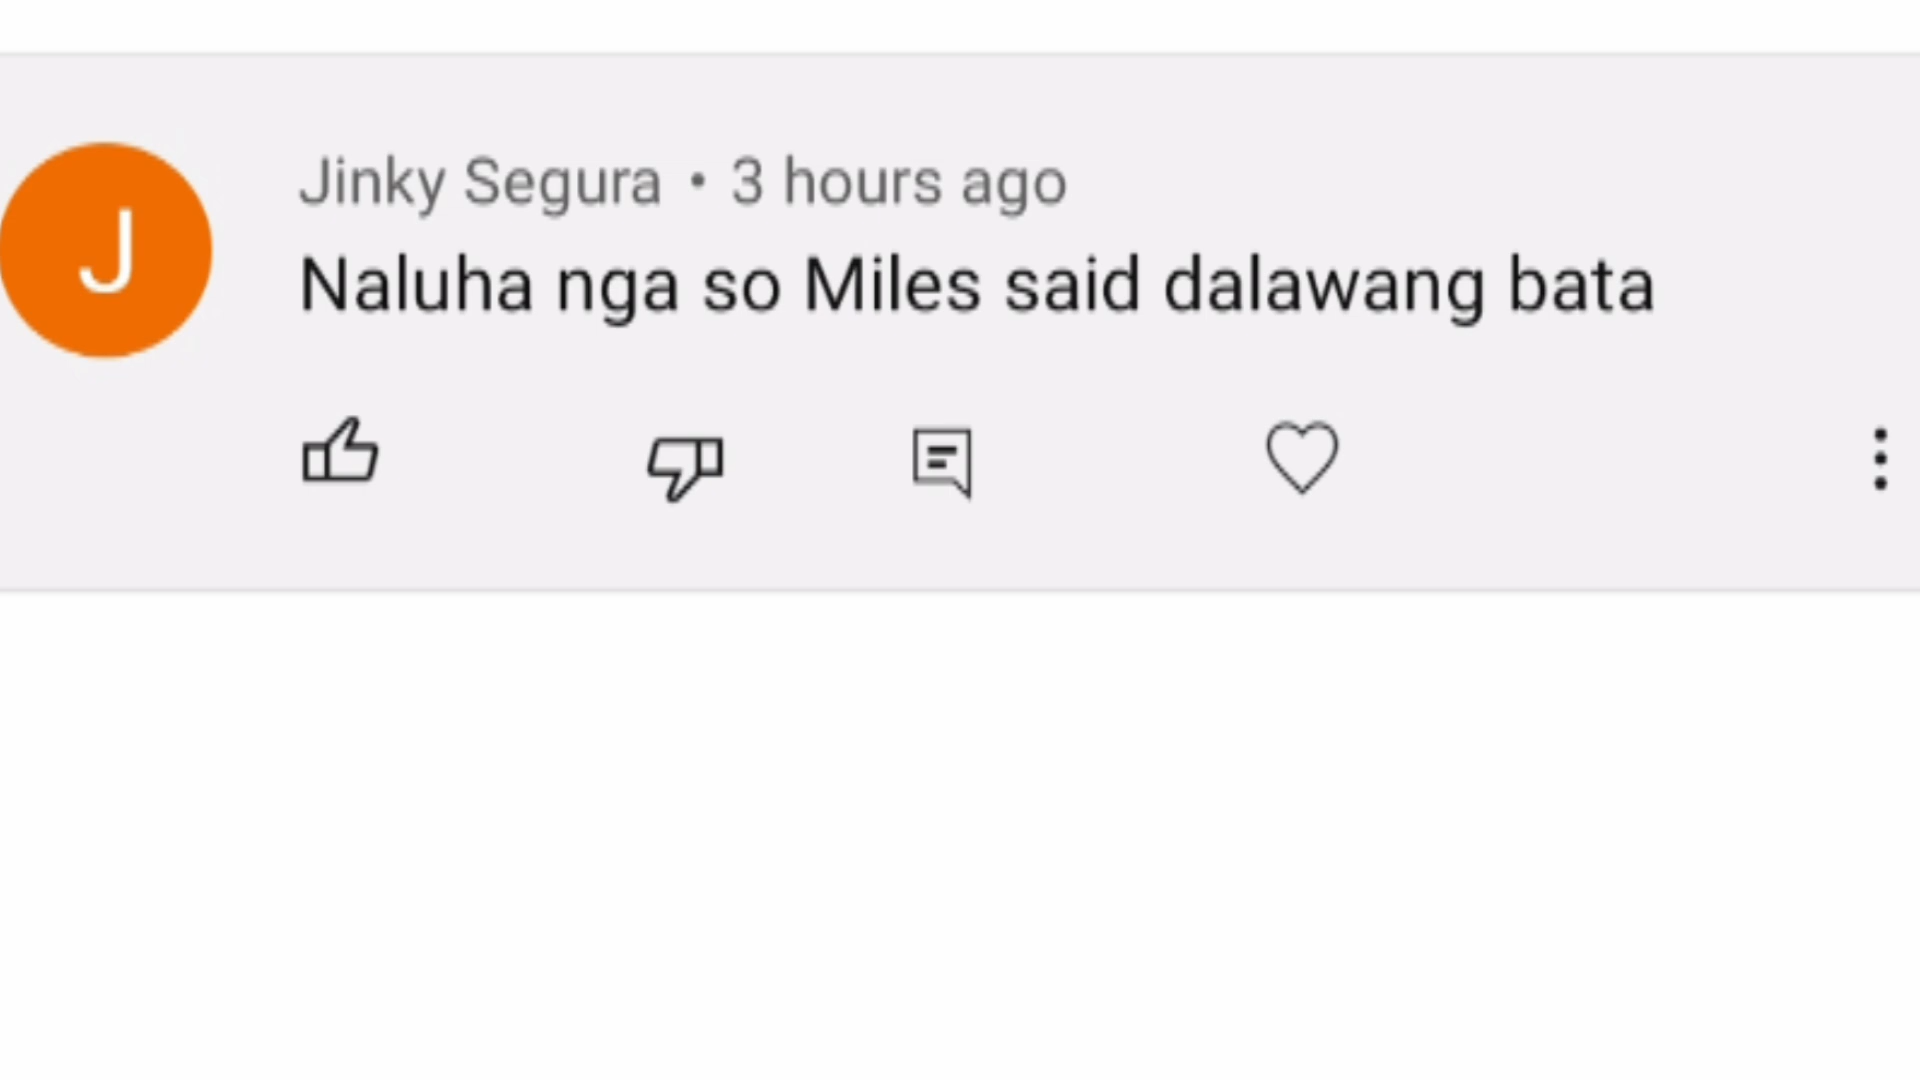 J
Jinky Segura • 3 hours ago
Naluha nga so Miles said dalawang bata